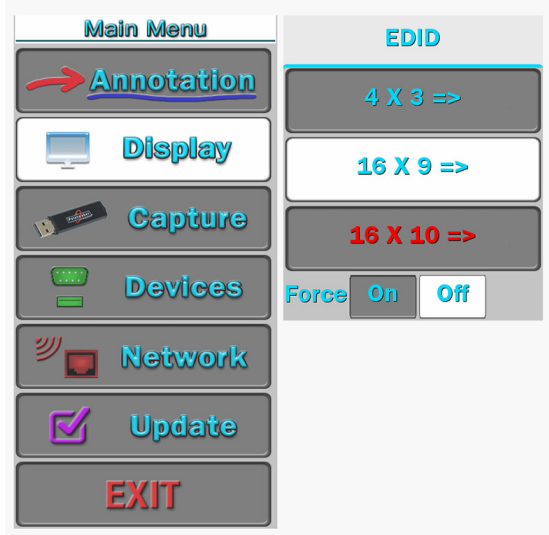 Main Menu
Annotation
Display
Capture
Devices
Network
Update
EXIT
EDID
4 X 3 =>
16 X 9 =>
16 X 10 =>
Force On Off